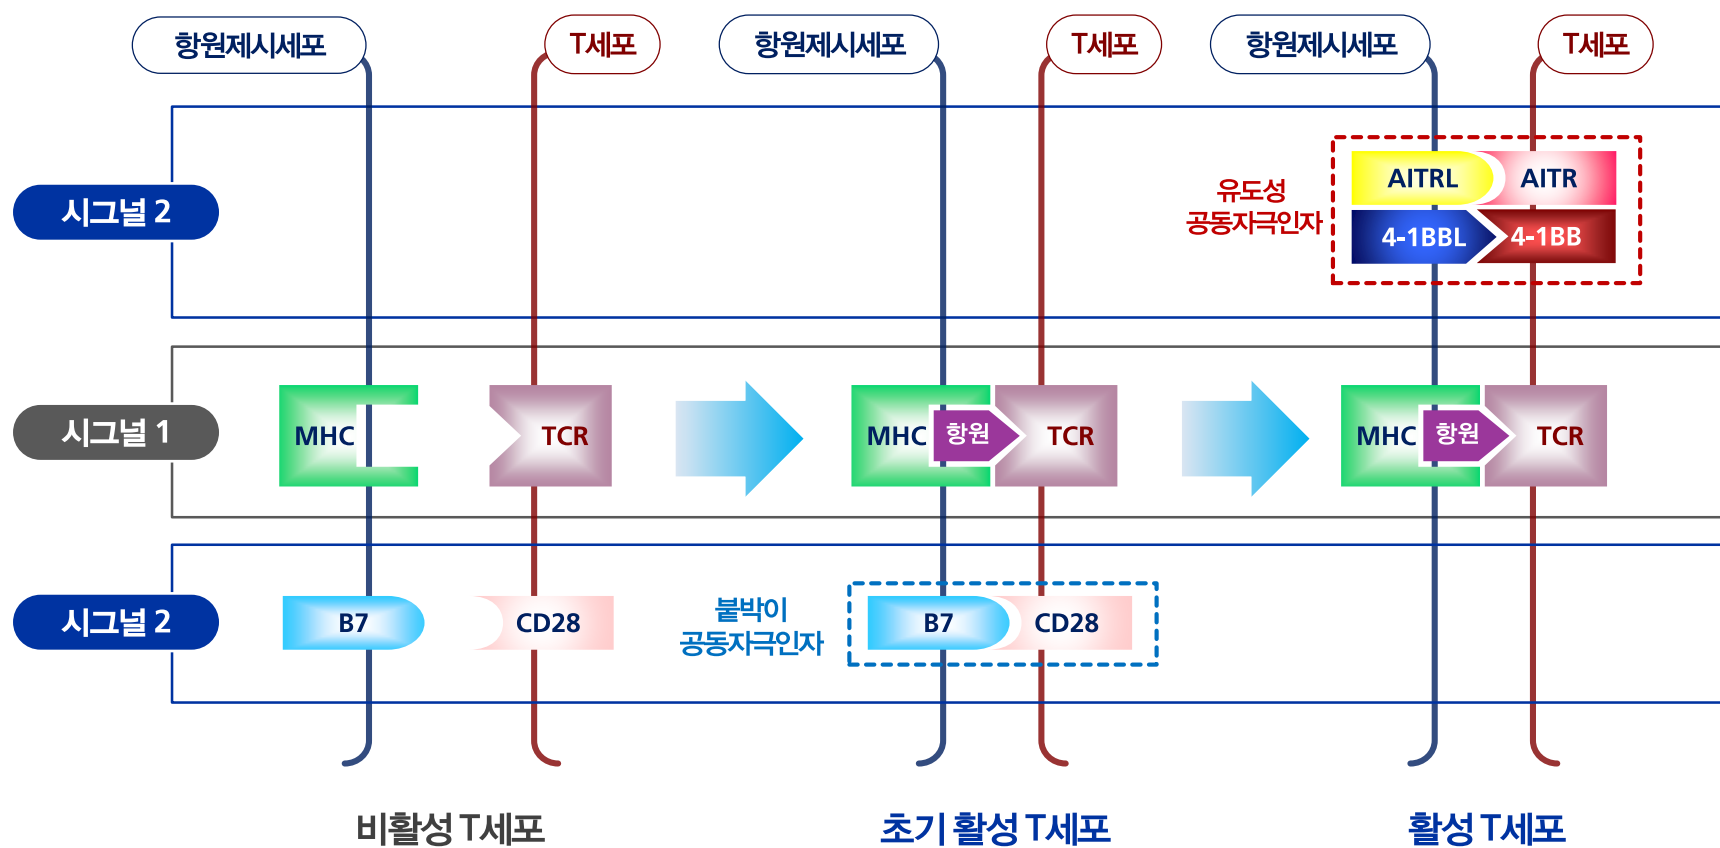 항원제시세포
T세포
항원제시세포
T세포
항원제시세포
T세포
시그널 2
유도성
공동자극인자
AITRL
AITR
4-1BBL
4-1BB
시그널 1
MHC
TCR
MHC
항원
TCR
MHC
항원
TCR
시그널 2
B7
CD28
붙박이
공동자극인자
B7
CD28
비활성 T세포
초기 활성 T세포
활성 T세포